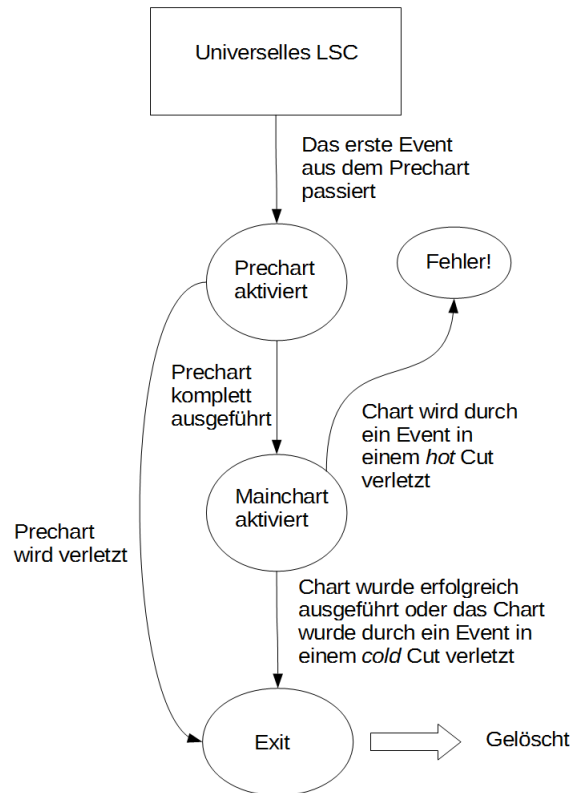 Universelles LSC
Das erste Event
aus dem Prechart
passiert
Prechart
aktiviert
Fehler!
Prechart
komplett
ausgeführt
Chart wird durch
ein Event in
einem hot Cut
verletzt
Mainchart
aktiviert
Prechart
wird verletzt
Chart wurde erfolgreich
ausgeführt oder das Chart
wurde durch ein Event in
einem cold Cut verletzt
Exit
Gelöscht